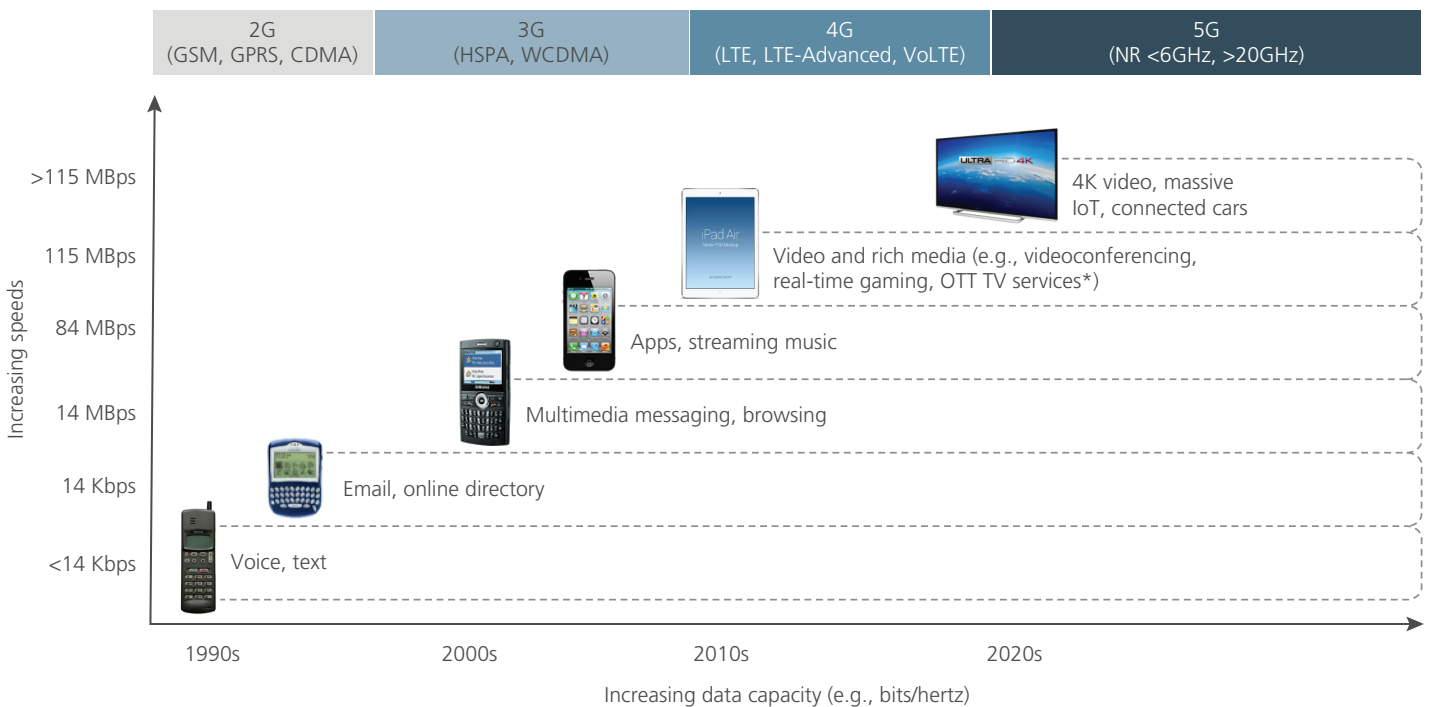 2G
(GSM, GPRS, CDMA)
3G
(HSPA, WCDMA)
4G
(LTE, LTE-Advanced, VoLTE)
5G
(NR <6GHz, >20GHz)
Increasing speeds
>115 MBps
ULTRA HD 4K
4K video, massive
IoT, connected cars
115 MBps
iPad Air
Video and rich media (e.g., videoconferencing,
real-time gaming, OTT TV services*)
84 MBps
Apps, streaming music
14 MBps
SAMSUNG
Multimedia messaging, browsing
14 Kbps
Email, online directory
<14 Kbps
Voice, text
1990s
2000s
2010s
2020s
Increasing data capacity (e.g., bits/hertz)